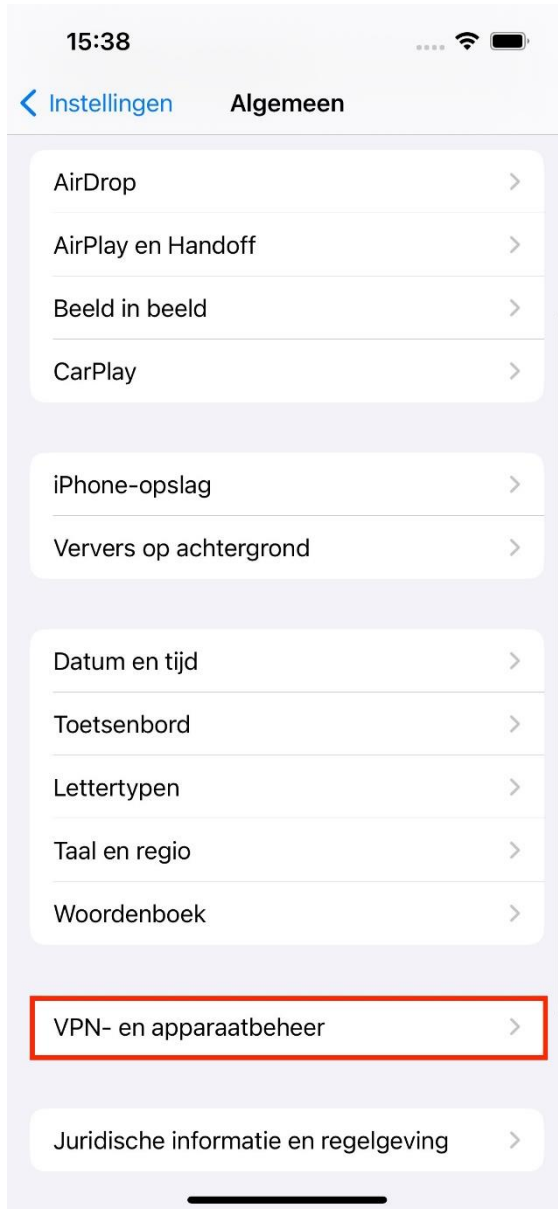 15:38
Instellingen Algemeen
AirDrop
AirPlay en Handoff
Beeld in beeld
CarPlay
iPhone-opslag
Ververs op achtergrond
Datum en tijd
Toetsenbord
Lettertypen
Taal en regio
Woordenboek
VPN- en apparaatbeheer
Juridische informatie en regelgeving